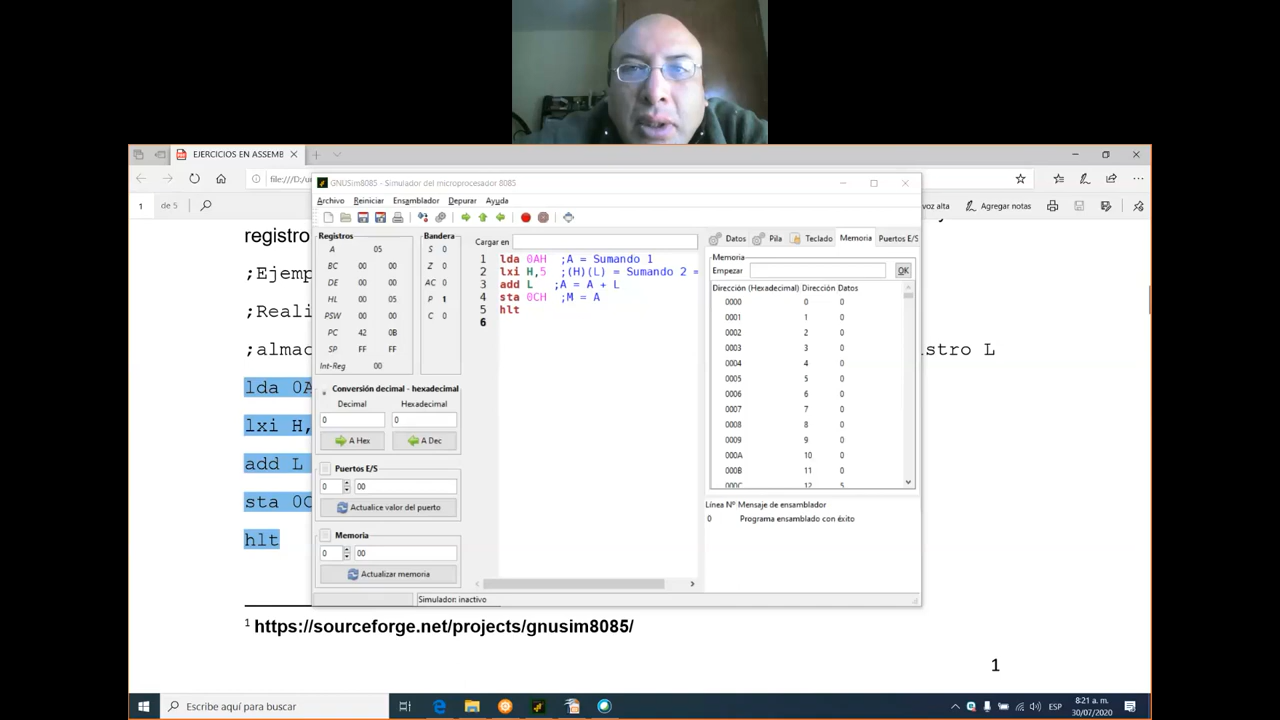 EJERCICIOS EN ASSEMB
file:///D:/u
1 de 5
voz alta
Agregar notas
registro
;Ejemp
;Reali
;almac
istro L
lda 0A
lxi H,
add L
sta 0C
hlt
1 https://sourceforge.net/projects/gnusim8085/
1
GNUSim8085 - Simulador del microprocesador 8085
Archivo Reiniciar Ensamblador Depurar Ayuda
Registros
A 05
BC 00 00
DE 00 00
HL 00 05
PSW 00 00
PC 42 0B
SP FF FF
Int-Reg 00
Bandera
S 0
Z 0
AC 0
P 1
C 0
Conversión decimal - hexadecimal
Decimal Hexadecimal
0 0
A Hex A Dec
Puertos E/S
0 00
Actualice valor del puerto
Memoria
0 00
Actualizar memoria
Cargar en
1 lda 0AH ;A = Sumando 1
2 lxi H,5 ;(H)(L) = Sumando 2 =
3 add L ;A = A + L
4 sta 0CH ;M = A
5 hlt
6
Datos Pila Teclado Memoria Puertos E/S
Memoria
Empezar OK
Dirección (Hexadecimal) Dirección Datos
0000 0 0
0001 1 0
0002 2 0
0003 3 0
0004 4 0
0005 5 0
0006 6 0
0007 7 0
0008 8 0
0009 9 0
000A 10 0
000B 11 0
000C 12 5
Línea Nº Mensaje de ensamblador
0 Programa ensamblado con éxito
Simulador: inactivo
Escribe aquí para buscar
ESP
8:21 a. m.
30/07/2020